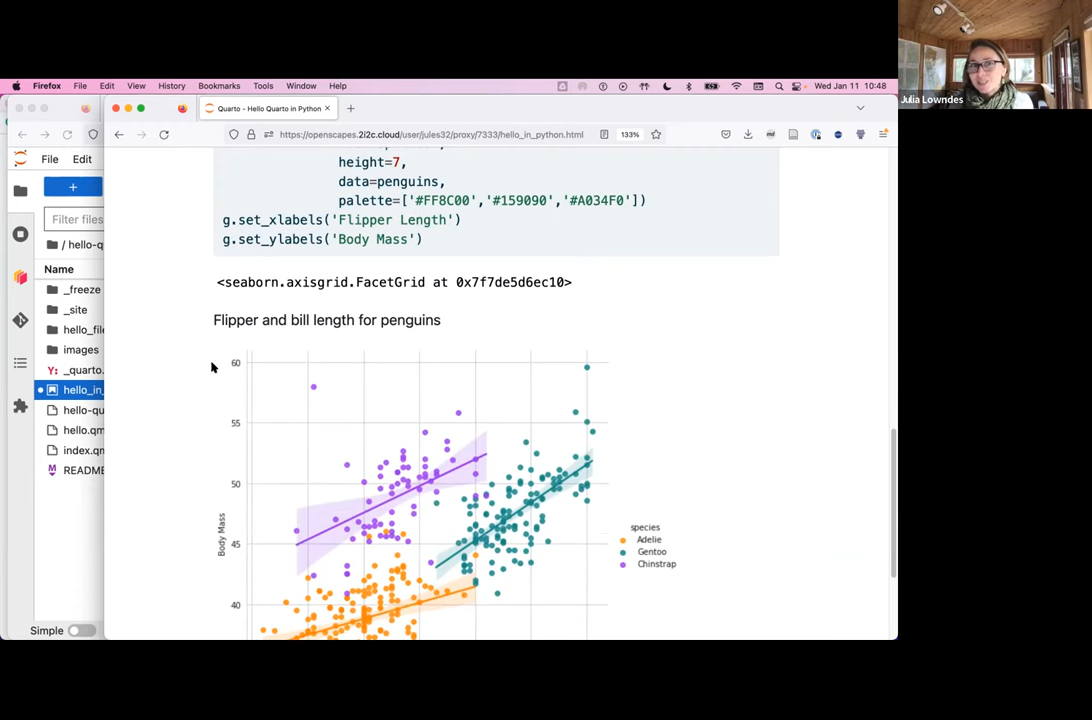 Julia Lowndes
Firefox File Edit View History Bookmarks Tools Window Help
Wed Jan 11 10:48
Quarto - Hello Quarto in Python
https://openscapes.2i2c.cloud/user/jules32/proxy/7333/hello_in_python.html
133%
File Edit
Filter files
/ hello-q
Name
_freeze
_site
hello_file
images
_quarto.
hello_in_
hello-qu
hello.qm
index.qm
README
Simple
height=7,
data=penguins,
palette=['#FF8C00','#159090','#A034F0'])
g.set_xlabels('Flipper Length')
g.set_ylabels('Body Mass')
<seaborn.axisgrid.FacetGrid at 0x7f7de5d6ec10>
Flipper and bill length for penguins
60
55
50
45
40
Body Mass
species
Adelie
Gentoo
Chinstrap